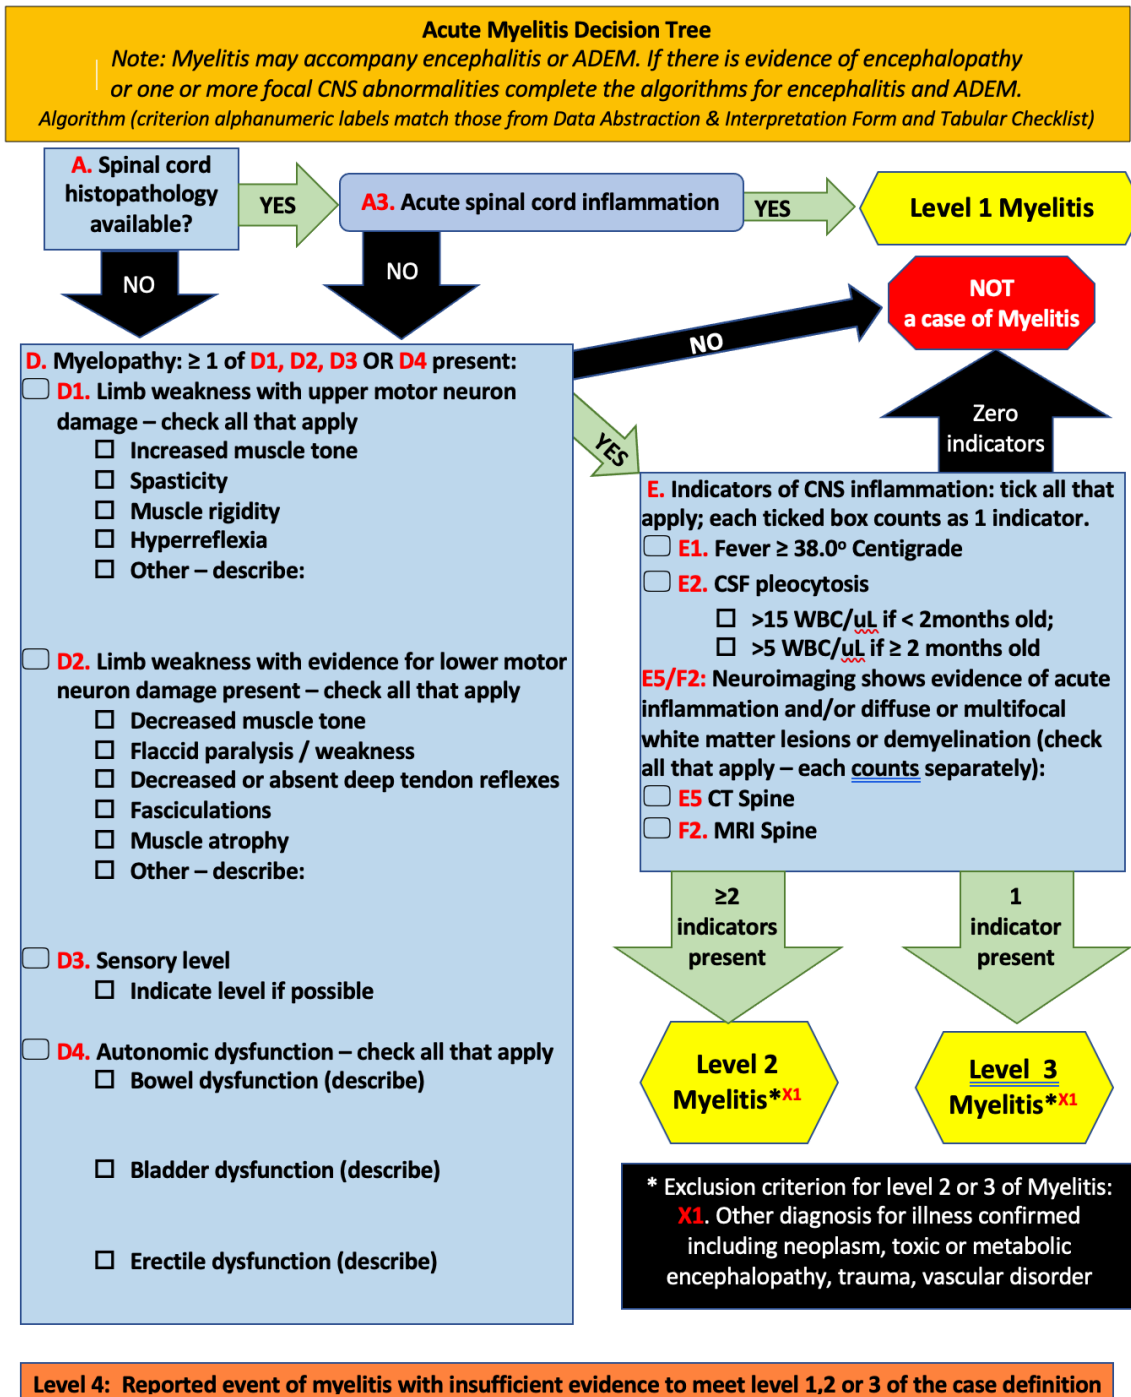 Acute Myelitis Decision Tree
Note: Myelitis may accompany encephalitis or ADEM. If there is evidence of encephalopathy
or one or more focal CNS abnormalities complete the algorithms for encephalitis and ADEM.
Algorithm (criterion alphanumeric labels match those from Data Abstraction & Interpretation Form and Tabular Checklist)
A. Spinal cord
histopathology
available?
YES
A3. Acute spinal cord inflammation
YES
Level 1 Myelitis
NO
NO
NOT
a case of Myelitis
NO
D. Myelopathy: ≥ 1 of D1, D2, D3 OR D4 present:
D1. Limb weakness with upper motor neuron
damage – check all that apply
Increased muscle tone
Spasticity
Muscle rigidity
Hyperreflexia
Other – describe:
D2. Limb weakness with evidence for lower motor
neuron damage present – check all that apply
Decreased muscle tone
Flaccid paralysis / weakness
Decreased or absent deep tendon reflexes
Fasciculations
Muscle atrophy
Other – describe:
D3. Sensory level
Indicate level if possible
D4. Autonomic dysfunction – check all that apply
Bowel dysfunction (describe)
Bladder dysfunction (describe)
Erectile dysfunction (describe)
YES
Zero
indicators
E. Indicators of CNS inflammation: tick all that
apply; each ticked box counts as 1 indicator.
E1. Fever ≥ 38.0º Centigrade
E2. CSF pleocytosis
>15 WBC/uL if < 2months old;
>5 WBC/uL if ≥ 2 months old
E5/F2: Neuroimaging shows evidence of acute
inflammation and/or diffuse or multifocal
white matter lesions or demyelination (check
all that apply – each counts separately):
E5 CT Spine
F2. MRI Spine
≥2
indicators
present
1
indicator
present
Level 2
Myelitis*X1
Level 3
Myelitis*X1
* Exclusion criterion for level 2 or 3 of Myelitis:
X1. Other diagnosis for illness confirmed
including neoplasm, toxic or metabolic
encephalopathy, trauma, vascular disorder
Level 4: Reported event of myelitis with insufficient evidence to meet level 1,2 or 3 of the case definition